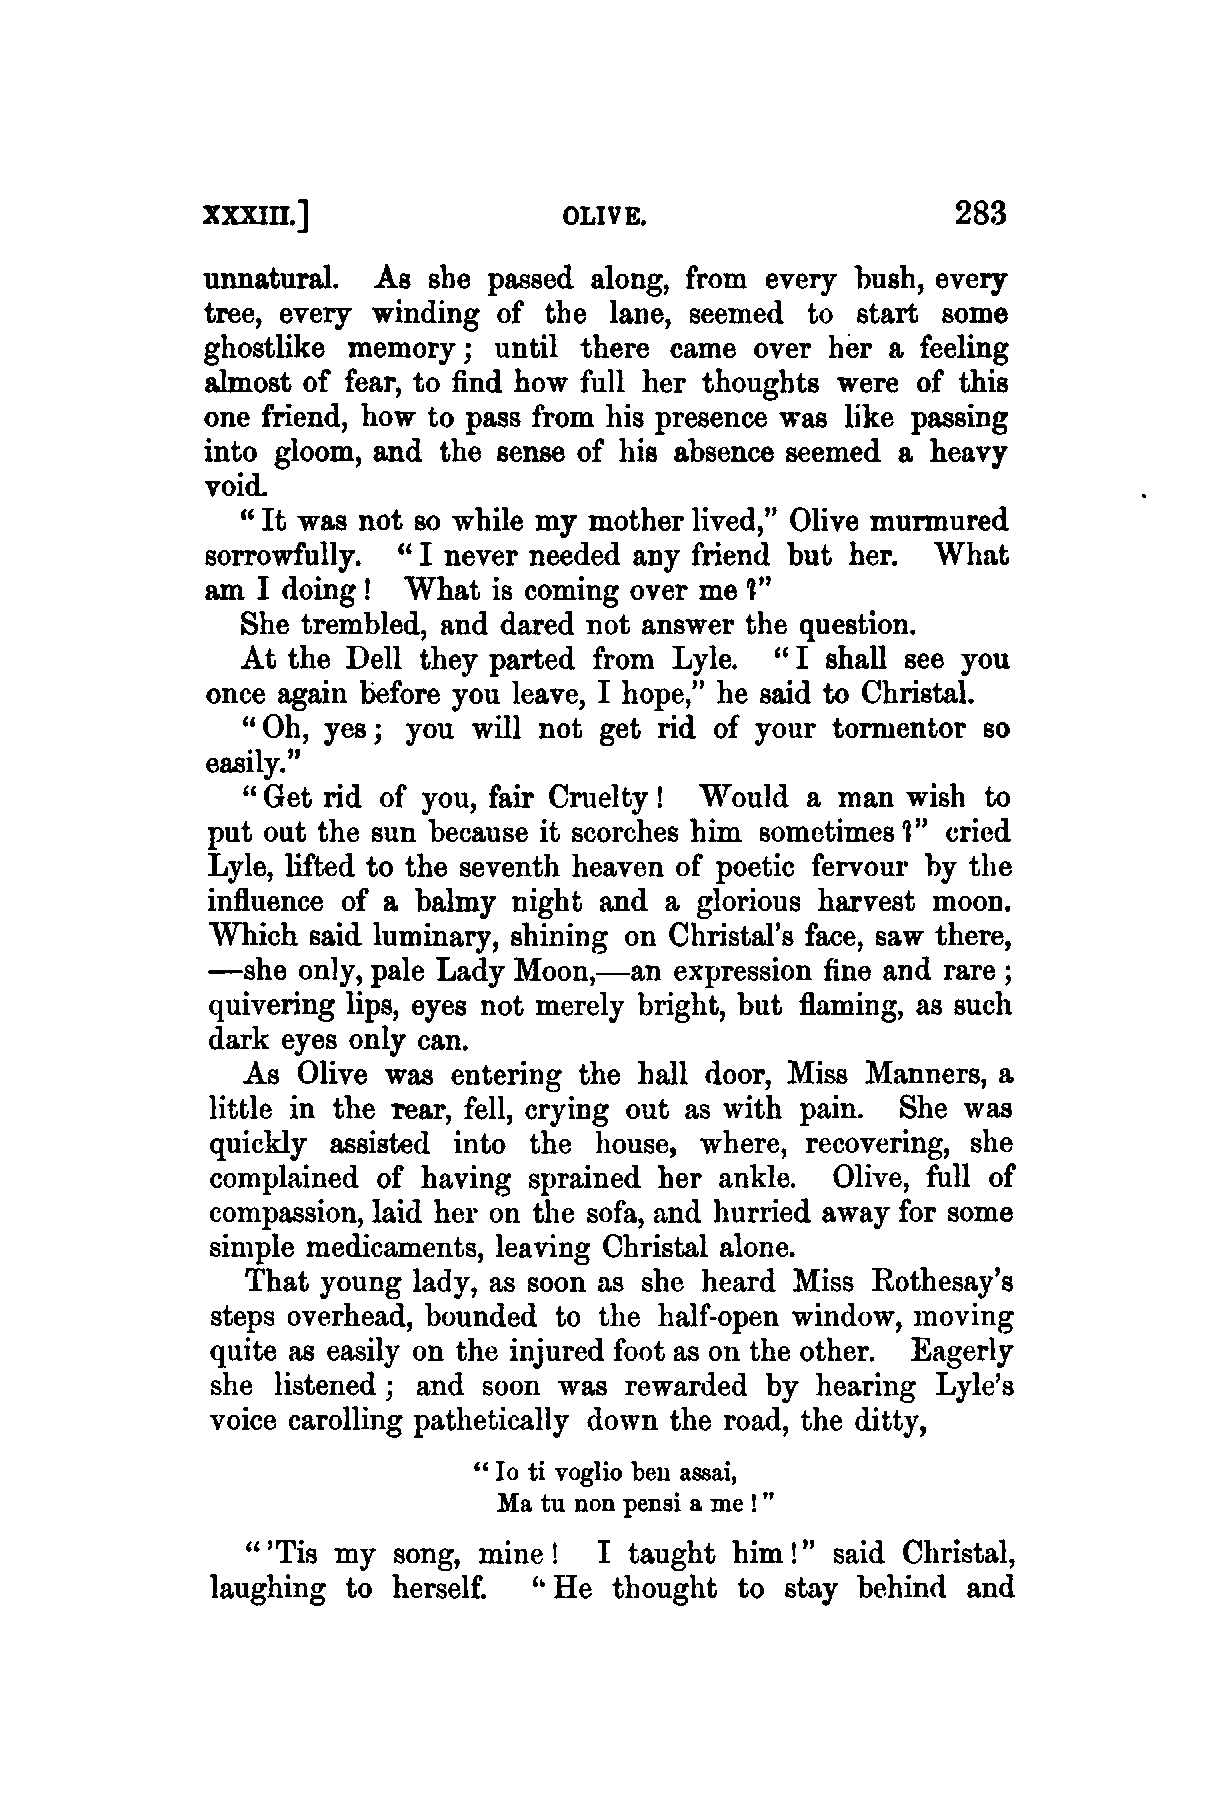 XXXIII.] OLIVE. 283
unnatural. As she passed along, from every bush, every
tree, every winding of the lane, seemed to start some
ghostlike memory; until there came over her a feeling
almost of fear, to find how full her thoughts were of this
one friend, how to pass from his presence was like passing
into gloom, and the sense of his absence seemed a heavy
void.
"It was not so while my mother lived," Olive murmured
sorrowfully. "I never needed any friend but her. What
am I doing! What is coming over me?"
She trembled, and dared not answer the question.
At the Dell they parted from Lyle. "I shall see you
once again before you leave, I hope," he said to Christal.
"Oh, yes; you will not get rid of your tormentor so
easily."
"Get rid of you, fair Cruelty! Would a man wish to
put out the sun because it scorches him sometimes?" cried
Lyle, lifted to the seventh heaven of poetic fervour by the
influence of a balmy night and a glorious harvest moon.
Which said luminary, shining on Christal's face, saw there,
—she only, pale Lady Moon,—an expression fine and rare;
quivering lips, eyes not merely bright, but flaming, as such
dark eyes only can.
As Olive was entering the hall door, Miss Manners, a
little in the rear, fell, crying out as with pain. She was
quickly assisted into the house, where, recovering, she
complained of having sprained her ankle. Olive, full of
compassion, laid her on the sofa, and hurried away for some
simple medicaments, leaving Christal alone.
That young lady, as soon as she heard Miss Rothesay's
steps overhead, bounded to the half-open window, moving
quite as easily on the injured foot as on the other. Eagerly
she listened; and soon was rewarded by hearing Lyle's
voice carolling pathetically down the road, the ditty,
"Io ti voglio ben assai,
Ma tu non pensi a me!"
"'Tis my song, mine! I taught him!" said Christal,
laughing to herself. "He thought to stay behind and